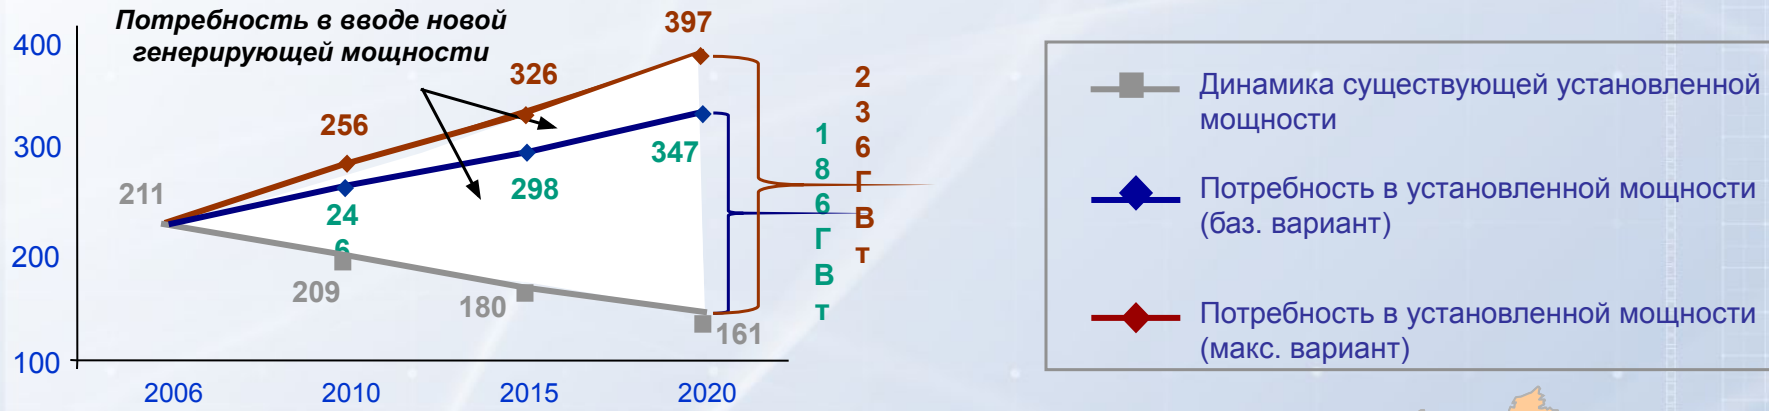 Потребность в вводе новой
генерирующей мощности
400
300
200
100
211
256
326
397
24
6
298
347
209
180
161
1
8
6
Г
В
т
2
3
6
Г
В
т
2006
2010
2015
2020
Динамика существующей установленной
мощности
Потребность в установленной мощности
(баз. вариант)
Потребность в установленной мощности
(макс. вариант)